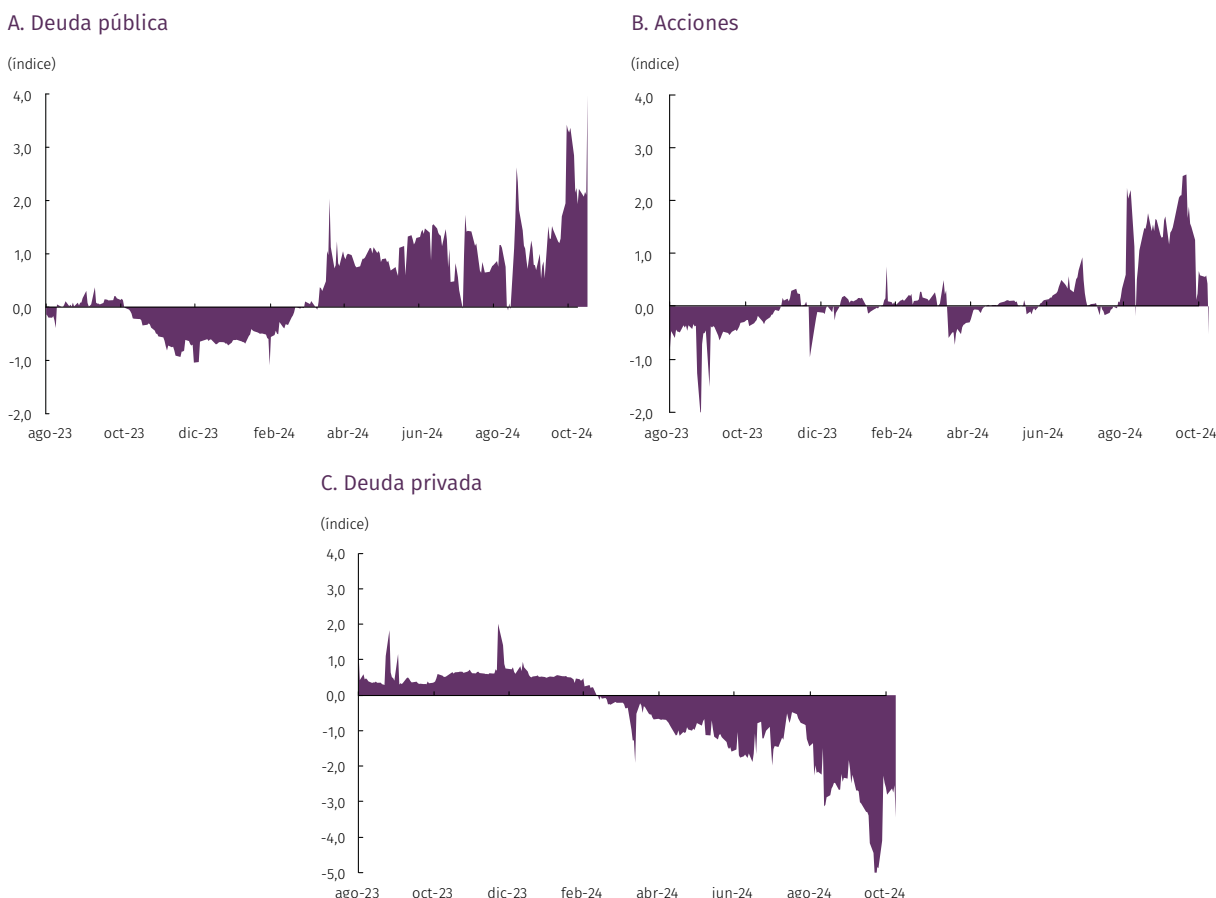 A. Deuda pública
(índice)
4,0
3,0
2,0
1,0
0,0
-1,0
-2,0
ago-23 oct-23 dic-23 feb-24 abr-24 jun-24 ago-24 oct-24
B. Acciones
(índice)
4,0
3,0
2,0
1,0
0,0
-1,0
-2,0
ago-23 oct-23 dic-23 feb-24 abr-24 jun-24 ago-24 oct-24
C. Deuda privada
(índice)
4,0
3,0
2,0
1,0
0,0
-1,0
-2,0
-3,0
-4,0
-5,0
ago-23 oct-23 dic-23 feb-24 abr-24 jun-24 ago-24 oct-24